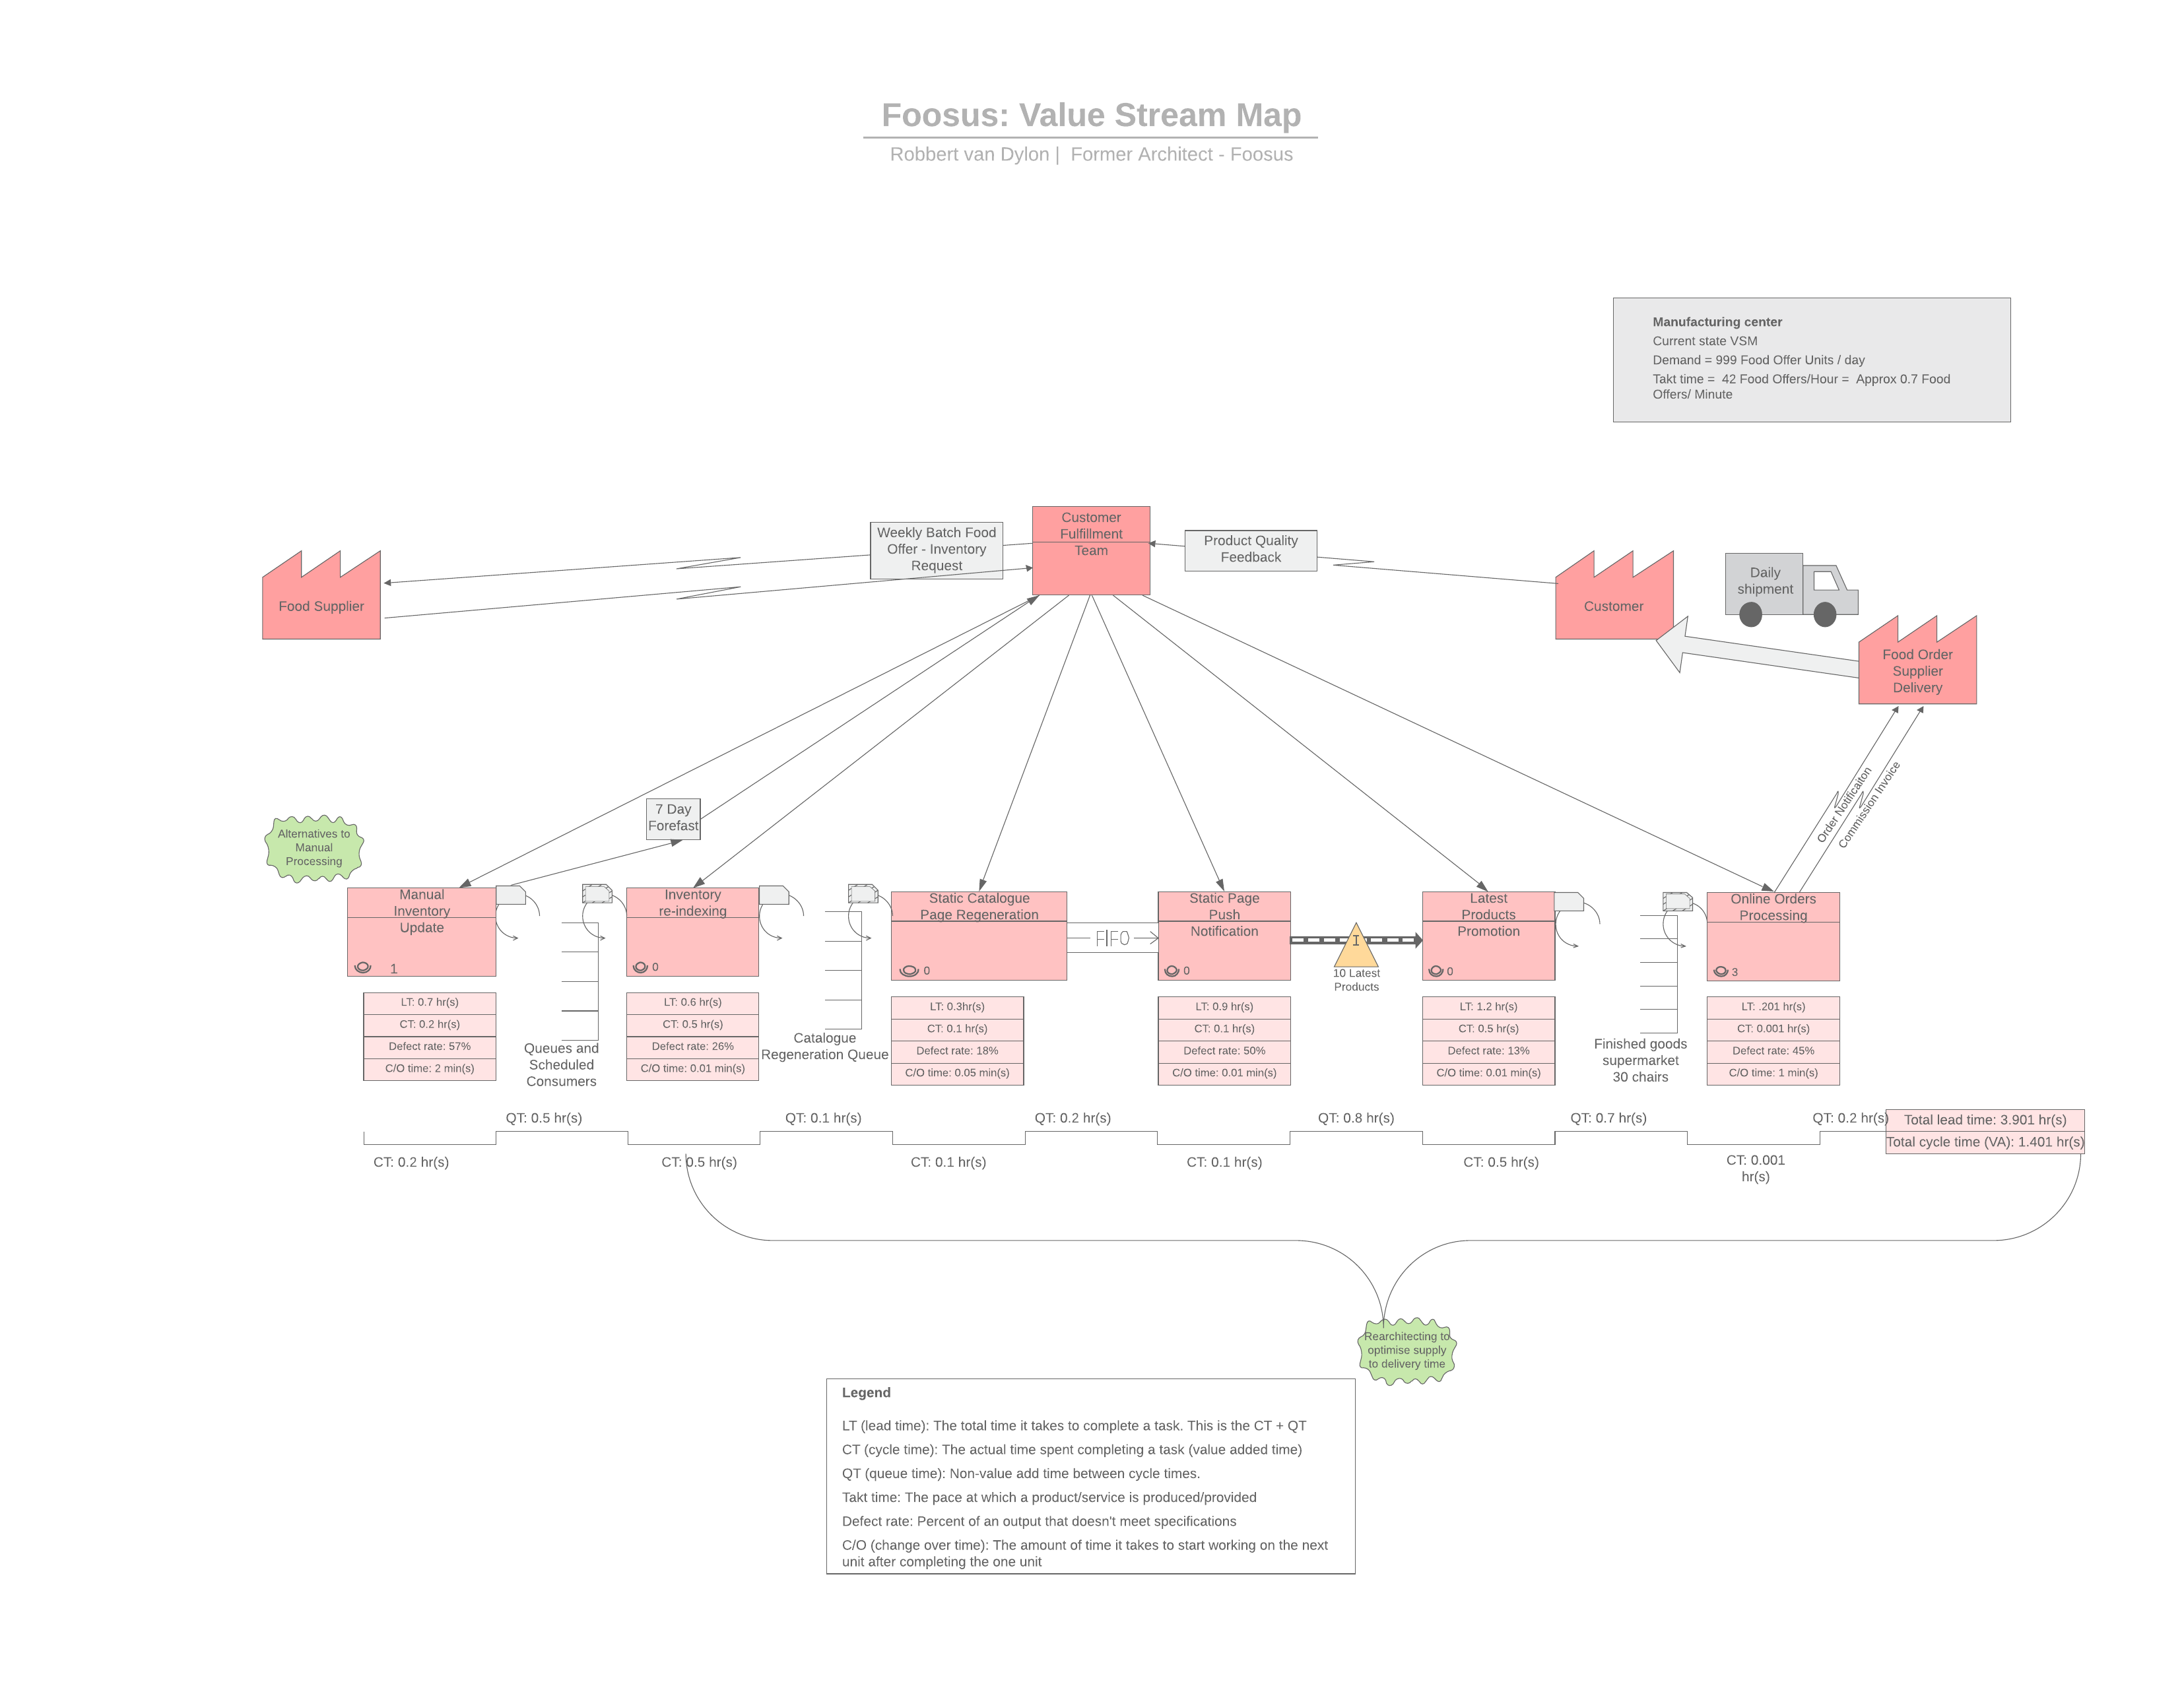 Foosus: Value Stream Map
Robbert van Dylon |  Former Architect - Foosus
Manufacturing center
Current state VSM
Demand = 999 Food Offer Units / day
Takt time =  42 Food Offers/Hour =  Approx 0.7 Food
Offers/ Minute
Customer
Fulfillment
Team
Weekly Batch Food
Offer - Inventory
Request
Product Quality
Feedback
Food Supplier
Customer
Daily
shipment
Food Order
Supplier
Delivery
Order Notificaiton
Commission Invoice
7 Day
Forefast
Alternatives to
Manual
Processing
Manual
Inventory
Update
1
LT: 0.7 hr(s)
CT: 0.2 hr(s)
Defect rate: 57%
C/O time: 2 min(s)
Queues and
Scheduled
Consumers
Inventory
re-indexing
0
LT: 0.6 hr(s)
CT: 0.5 hr(s)
Defect rate: 26%
C/O time: 0.01 min(s)
Catalogue
Regeneration Queue
Static Catalogue
Page Regeneration
0
LT: 0.3hr(s)
CT: 0.1 hr(s)
Defect rate: 18%
C/O time: 0.05 min(s)
FIFO
Static Page
Push
Notification
0
LT: 0.9 hr(s)
CT: 0.1 hr(s)
Defect rate: 50%
C/O time: 0.01 min(s)
I
10 Latest
Products
Latest
Products
Promotion
0
LT: 1.2 hr(s)
CT: 0.5 hr(s)
Defect rate: 13%
C/O time: 0.01 min(s)
Finished goods
supermarket
30 chairs
Online Orders
Processing
3
LT: .201 hr(s)
CT: 0.001 hr(s)
Defect rate: 45%
C/O time: 1 min(s)
QT: 0.5 hr(s)
QT: 0.1 hr(s)
QT: 0.2 hr(s)
QT: 0.8 hr(s)
QT: 0.7 hr(s)
QT: 0.2 hr(s)
Total lead time: 3.901 hr(s)
Total cycle time (VA): 1.401 hr(s)
CT: 0.2 hr(s)
CT: 0.5 hr(s)
CT: 0.1 hr(s)
CT: 0.1 hr(s)
CT: 0.5 hr(s)
CT: 0.001
hr(s)
Rearchitecting to
optimise supply
to delivery time
Legend
LT (lead time): The total time it takes to complete a task. This is the CT + QT
CT (cycle time): The actual time spent completing a task (value added time)
QT (queue time): Non-value add time between cycle times.
Takt time: The pace at which a product/service is produced/provided
Defect rate: Percent of an output that doesn't meet specifications
C/O (change over time): The amount of time it takes to start working on the next
unit after completing the one unit